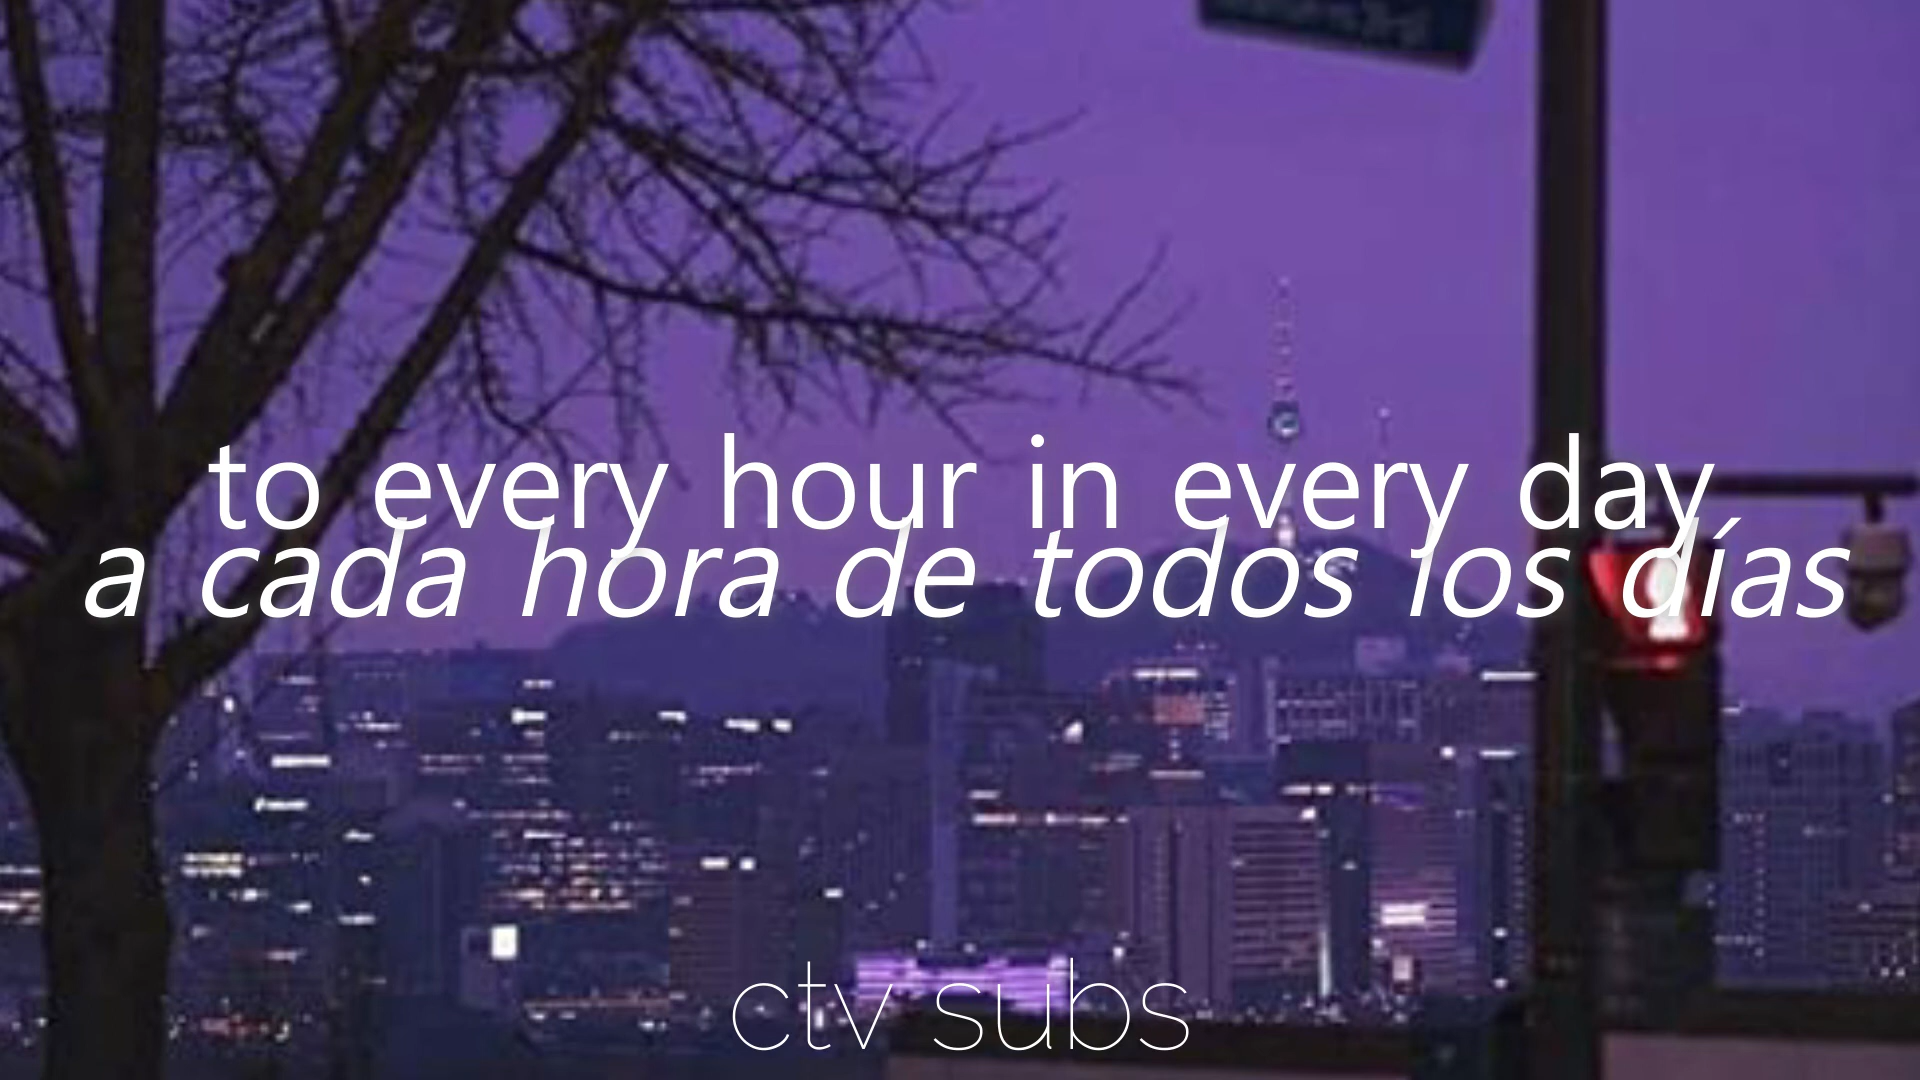 to every hour in every day
a cada hora de todos los días
ctv subs